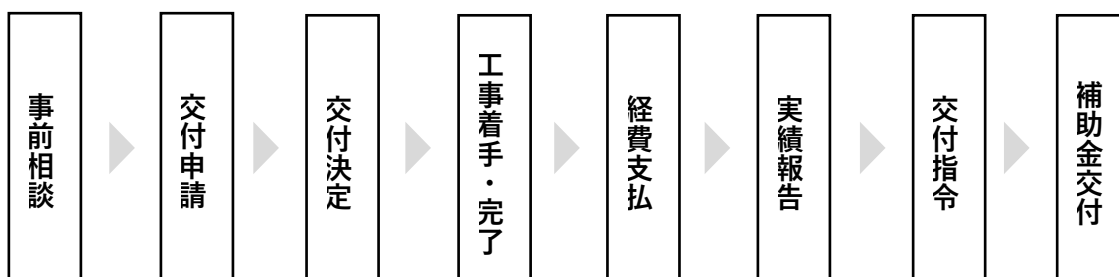 事前相談
交付申請
交付決定
工事着手・完了
経費支払
実績報告
交付指令
補助金交付